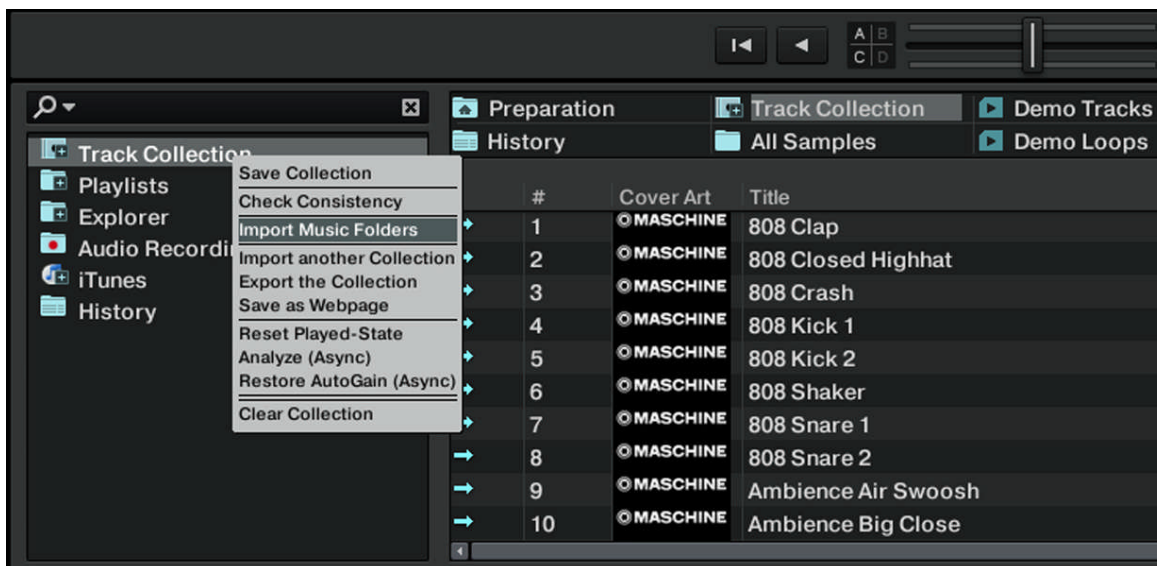 A B
C D
Preparation Track Collection Demo Tracks
History All Samples Demo Loops
Track Collection
Playlists
Explorer
Audio Recordi
iTunes
History
Save Collection
Check Consistency
Import Music Folders
Import another Collection
Export the Collection
Save as Webpage
Reset Played-State
Analyze (Async)
Restore AutoGain (Async)
Clear Collection
# Cover Art Title
1 MASCHINE 808 Clap
2 MASCHINE 808 Closed Highhat
3 MASCHINE 808 Crash
4 MASCHINE 808 Kick 1
5 MASCHINE 808 Kick 2
6 MASCHINE 808 Shaker
7 MASCHINE 808 Snare 1
8 MASCHINE 808 Snare 2
9 MASCHINE Ambience Air Swoosh
10 MASCHINE Ambience Big Close